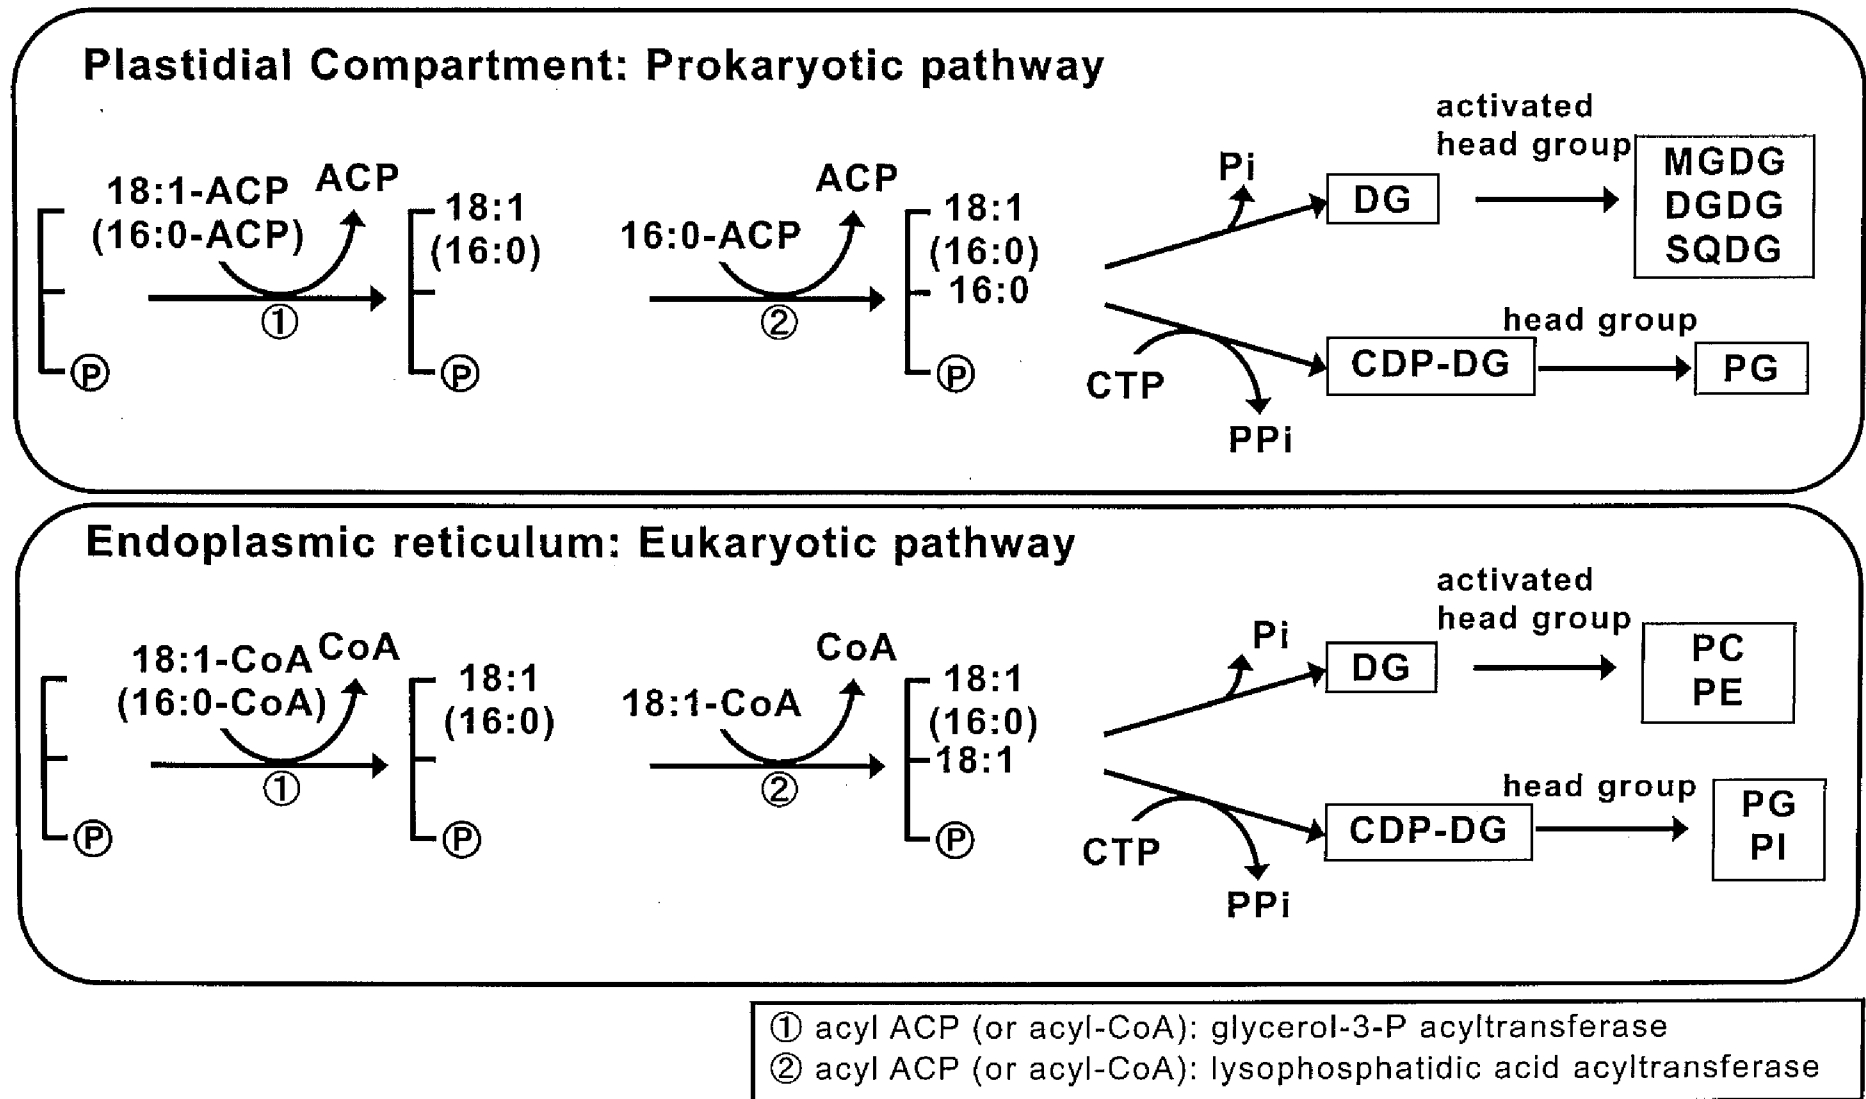 Plastidial Compartment: Prokaryotic pathway
18:1-ACP
(16:0-ACP)
ACP
①
P
18:1
(16:0)
P
16:0-ACP
ACP
②
18:1
(16:0)
16:0
P
Pi
DG
activated
head group
MGDG
DGDG
SQDG
CTP
PPi
CDP-DG
head group
PG
Endoplasmic reticulum: Eukaryotic pathway
18:1-CoA
(16:0-CoA)
CoA
①
P
18:1
(16:0)
P
18:1-CoA
CoA
②
18:1
(16:0)
18:1
P
Pi
DG
activated
head group
PC
PE
CTP
PPi
CDP-DG
head group
PG
PI
① acyl ACP (or acyl-CoA): glycerol-3-P acyltransferase
② acyl ACP (or acyl-CoA): lysophosphatidic acid acyltransferase